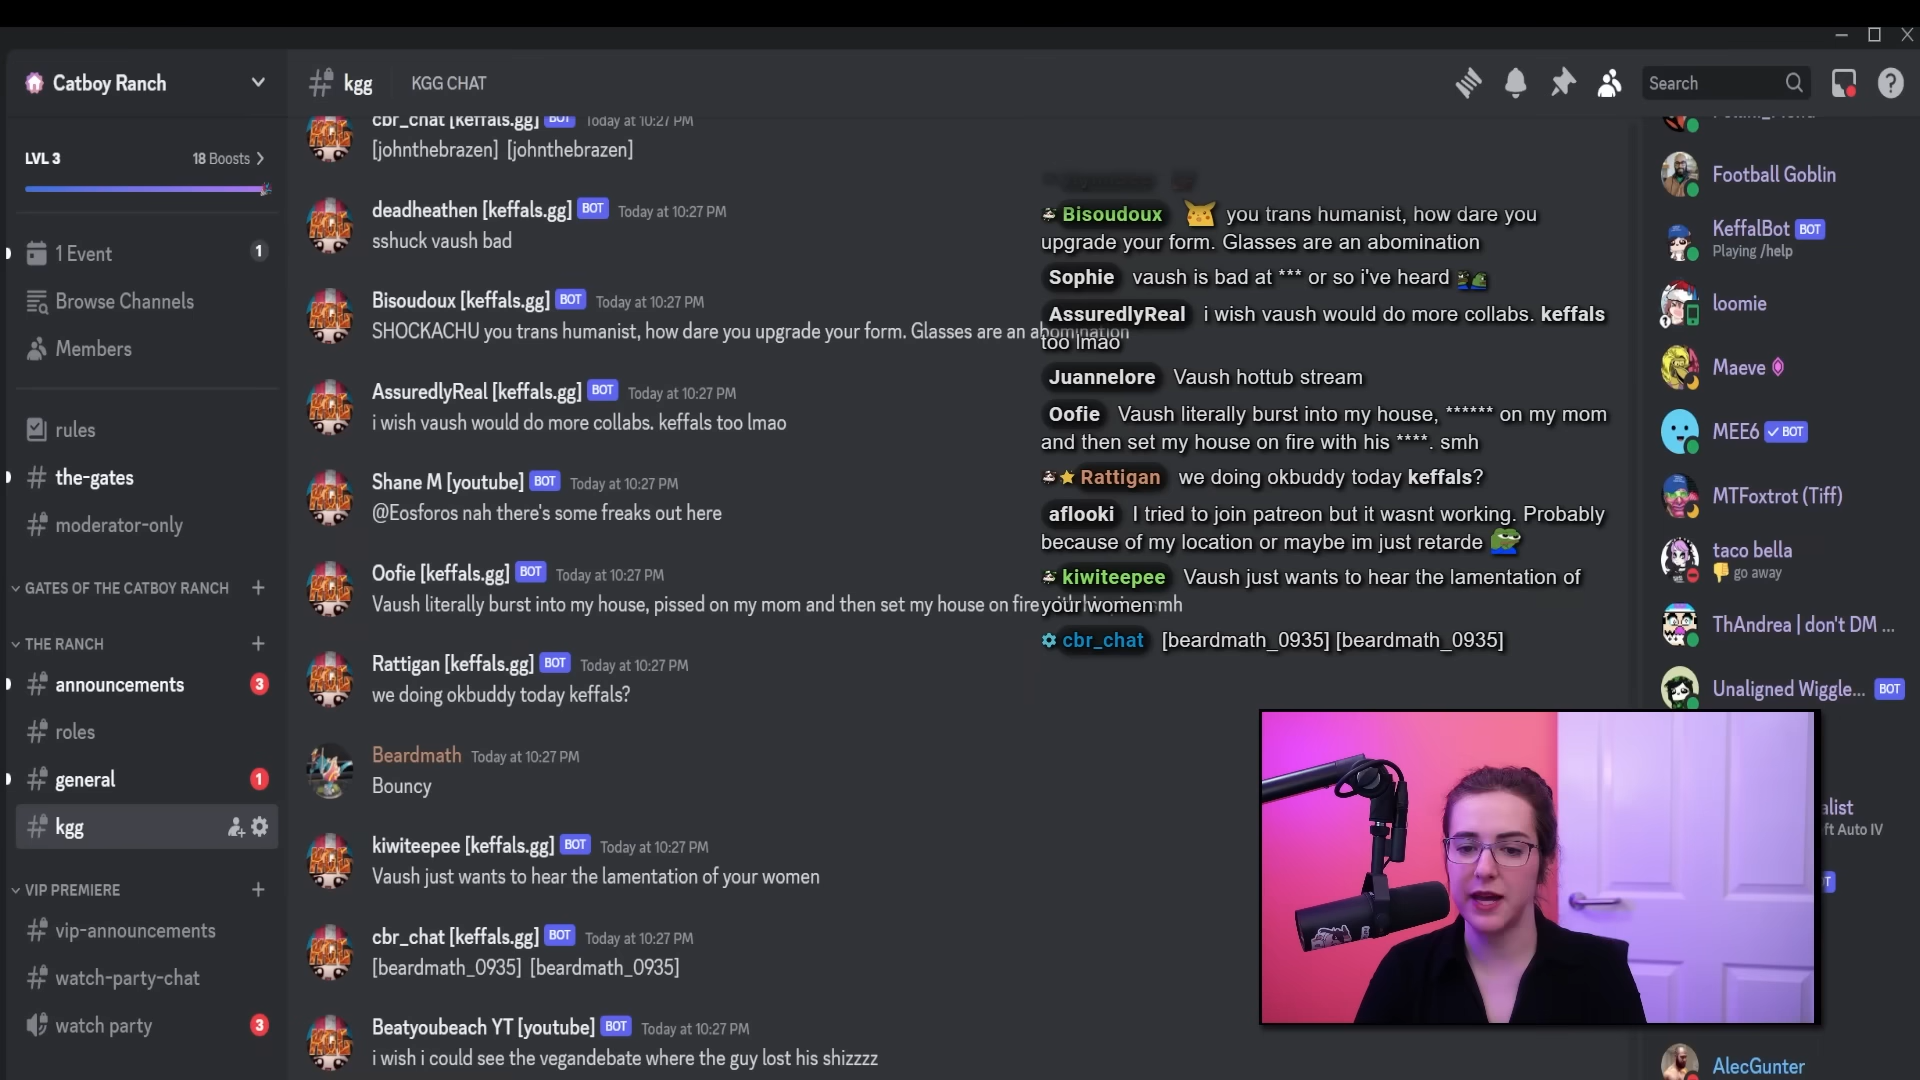 Catboy Ranch
LVL 3
18 Boosts
1 Event
1
Browse Channels
Members
rules
the-gates
moderator-only
GATES OF THE CATBOY RANCH
THE RANCH
announcements
3
roles
general
1
kgg
VIP PREMIERE
vip-announcements
watch-party-chat
watch party
3
kgg
KGG CHAT
Search
cbr_chat [keffals.gg] BOT Today at 10:27 PM
[johnthebrazen] [johnthebrazen]
deadheathen [keffals.gg] BOT Today at 10:27 PM
sshuck vaush bad
Bisoudoux [keffals.gg] BOT Today at 10:27 PM
SHOCKACHU you trans humanist, how dare you upgrade your form. Glasses are an abomination
AssuredlyReal [keffals.gg] BOT Today at 10:27 PM
i wish vaush would do more collabs. keffals too lmao
Shane M [youtube] BOT Today at 10:27 PM
@Eosforos nah there's some freaks out here
Oofie [keffals.gg] BOT Today at 10:27 PM
Vaush literally burst into my house, pissed on my mom and then set my house on fire
Rattigan [keffals.gg] BOT Today at 10:27 PM
we doing okbuddy today keffals?
Beardmath Today at 10:27 PM
Bouncy
kiwiteepee [keffals.gg] BOT Today at 10:27 PM
Vaush just wants to hear the lamentation of your women
cbr_chat [keffals.gg] BOT Today at 10:27 PM
[beardmath_0935] [beardmath_0935]
Beatyoubeach YT [youtube] BOT Today at 10:27 PM
i wish i could see the vegandebate where the guy lost his shizzzz
Bisoudoux you trans humanist, how dare you
upgrade your form. Glasses are an abomination
Sophie vaush is bad at *** or so i've heard
AssuredlyReal i wish vaush would do more collabs. keffals
too lmao
Juannelore Vaush hottub stream
Oofie Vaush literally burst into my house, ****** on my mom
and then set my house on fire with his ****. smh
Rattigan we doing okbuddy today keffals?
aflooki I tried to join patreon but it wasnt working. Probably
because of my location or maybe im just retarde
kiwiteepee Vaush just wants to hear the lamentation of
your women
cbr_chat [beardmath_0935] [beardmath_0935]
Football Goblin
KeffalBot BOT
Playing /help
loomie
Maeve
MEE6 BOT
MTFoxtrot (Tiff)
taco bella
go away
ThAndrea | don't DM ...
Unaligned Wiggle... BOT
alist
ft Auto IV
AlecGunter